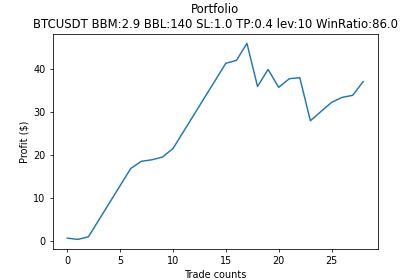 Portfolio
BTCUSDT BBM:2.9 BBL:140 SL:1.0 TP:0.4 lev:10 WinRatio:86.0
40
30
20
10
0
Profit ($)
0 5 10 15 20 25
Trade counts